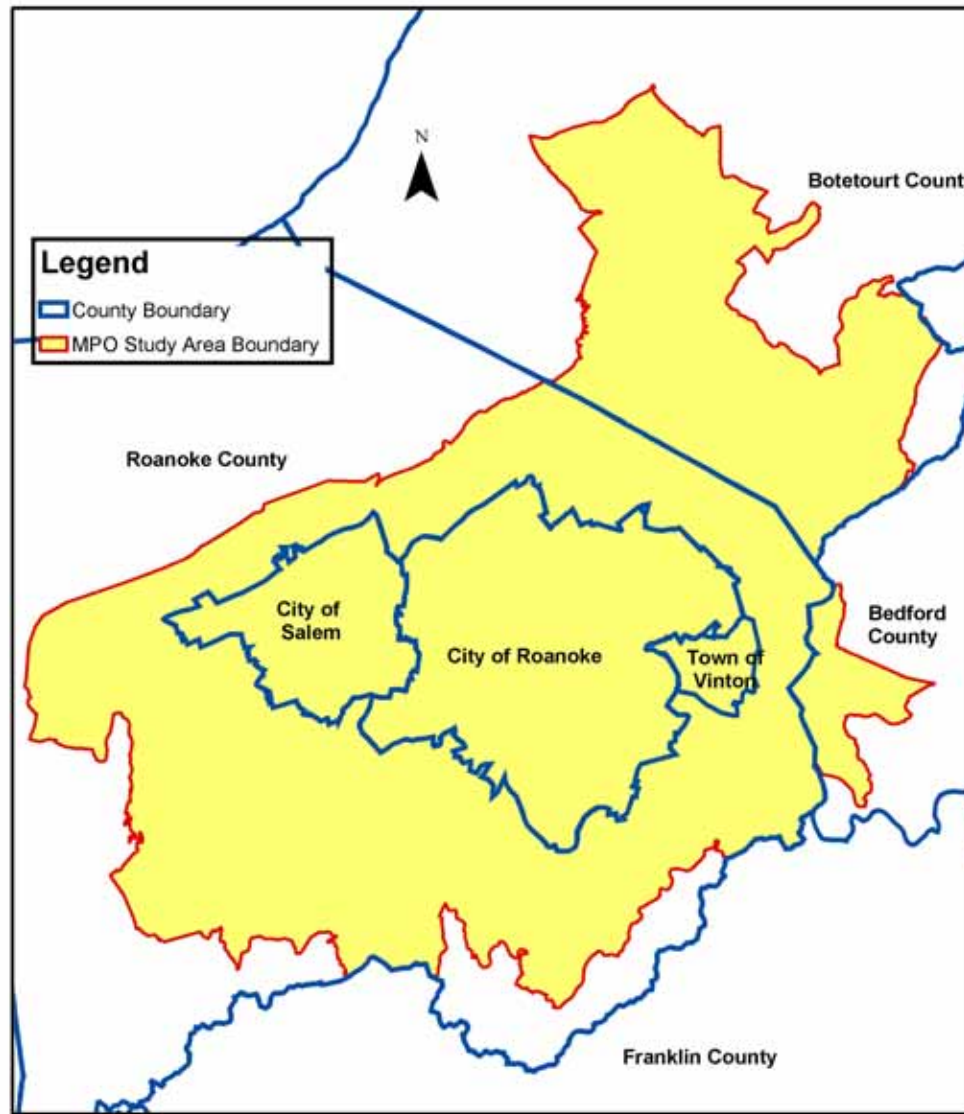 N
Botetourt Count
Legend
County Boundary
MPO Study Area Boundary
Roanoke County
City of
Salem
City of Roanoke
Town of
Vinton
Bedford
County
Franklin County